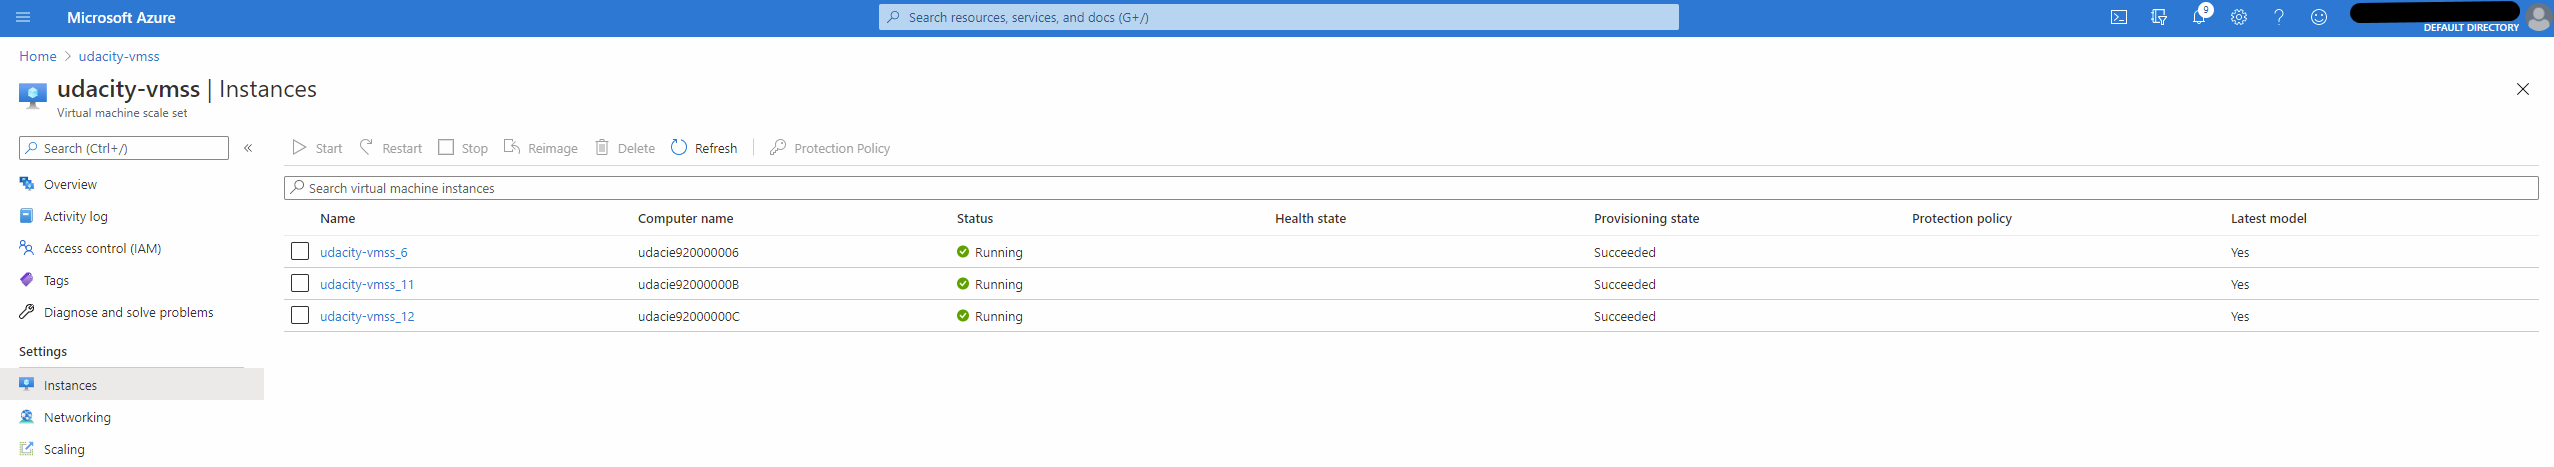 Microsoft Azure
Search resources, services, and docs (G+/)
9
DEFAULT DIRECTORY
Home > udacity-vmss
udacity-vmss | Instances
Virtual machine scale set
Search (Ctrl+/)
«
Start Restart Stop Reimage Delete Refresh Protection Policy
Search virtual machine instances
Overview
Activity log
Access control (IAM)
Tags
Diagnose and solve problems
Settings
Instances
Networking
Scaling
Name Computer name Status Health state Provisioning state Protection policy Latest model
udacity-vmss_6 udacie920000006 Running Succeeded Yes
udacity-vmss_11 udacie92000000B Running Succeeded Yes
udacity-vmss_12 udacie92000000C Running Succeeded Yes